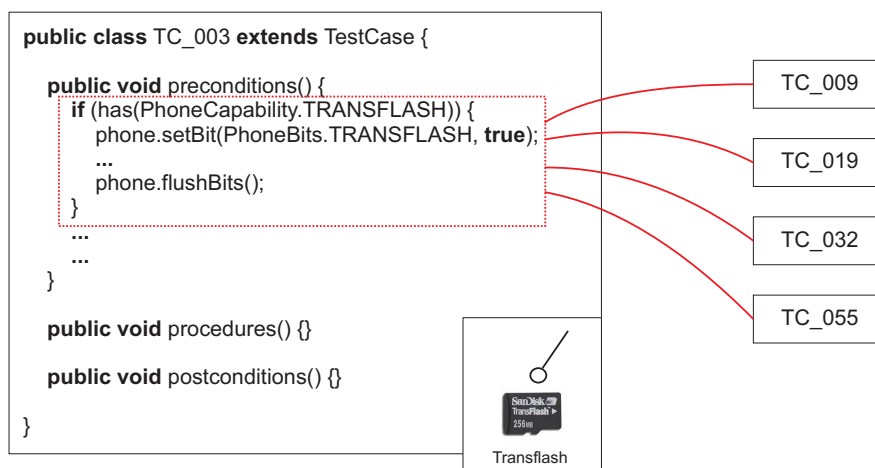 public class TC_003 extends TestCase {
public void preconditions() {
if (has(PhoneCapability.TRANSFLASH)) {
phone.setBit(PhoneBits.TRANSFLASH, true);
...
phone.flushBits();
}
...
...
}
public void procedures() {}
public void postconditions() {}
}
TC_009
TC_019
TC_032
TC_055
SanDisk
TransFlash
256MB
Transflash